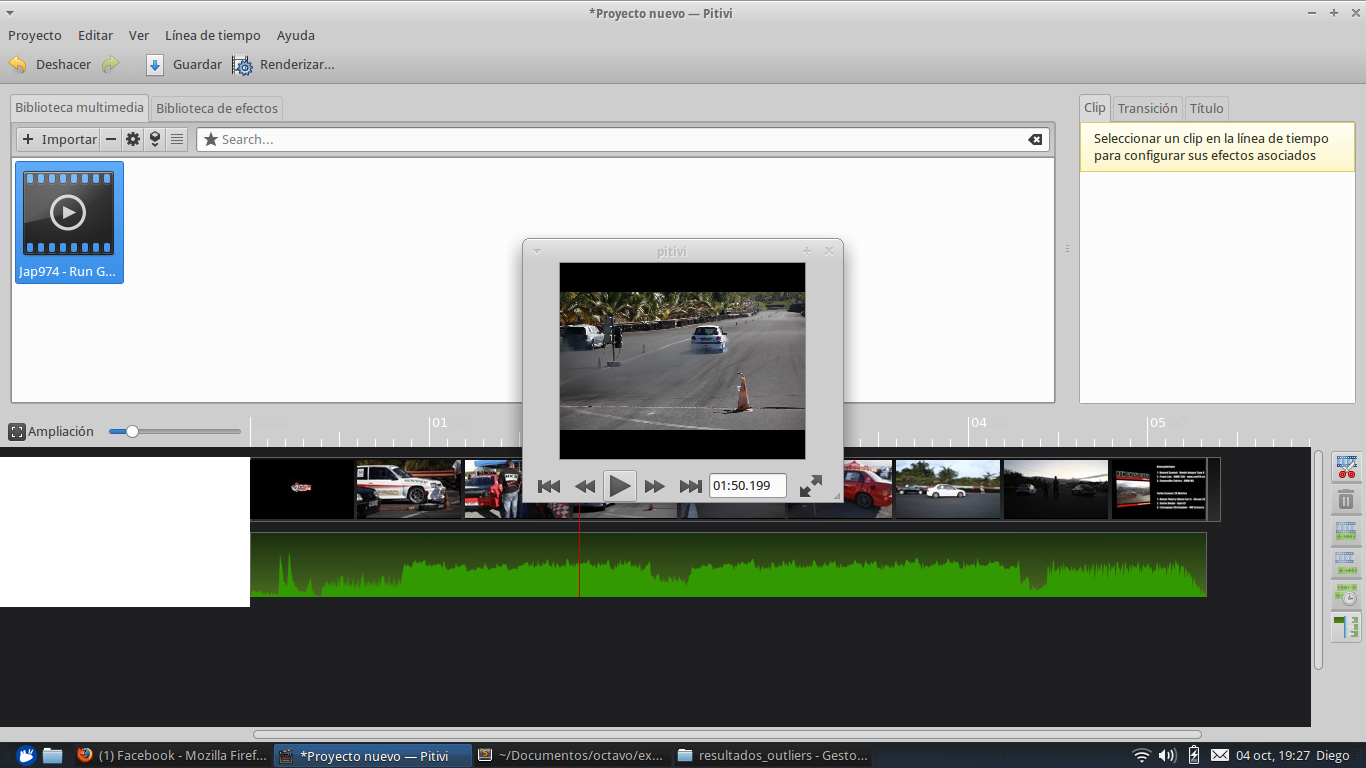 *Proyecto nuevo — Pitivi
Proyecto Editar Ver Línea de tiempo Ayuda
Deshacer Guardar Renderizar...
Biblioteca multimedia Biblioteca de efectos
Clip Transición Título
Importar Search...
Seleccionar un clip en la línea de tiempo
para configurar sus efectos asociados
Jap974 - Run G...
pitivi
01:50.199
Ampliación
01 04 05
(1) Facebook - Mozilla Firef... *Proyecto nuevo — Pitivi ~/Documentos/octavo/ex... resultados_outliers - Gesto... 04 oct, 19:27 Diego